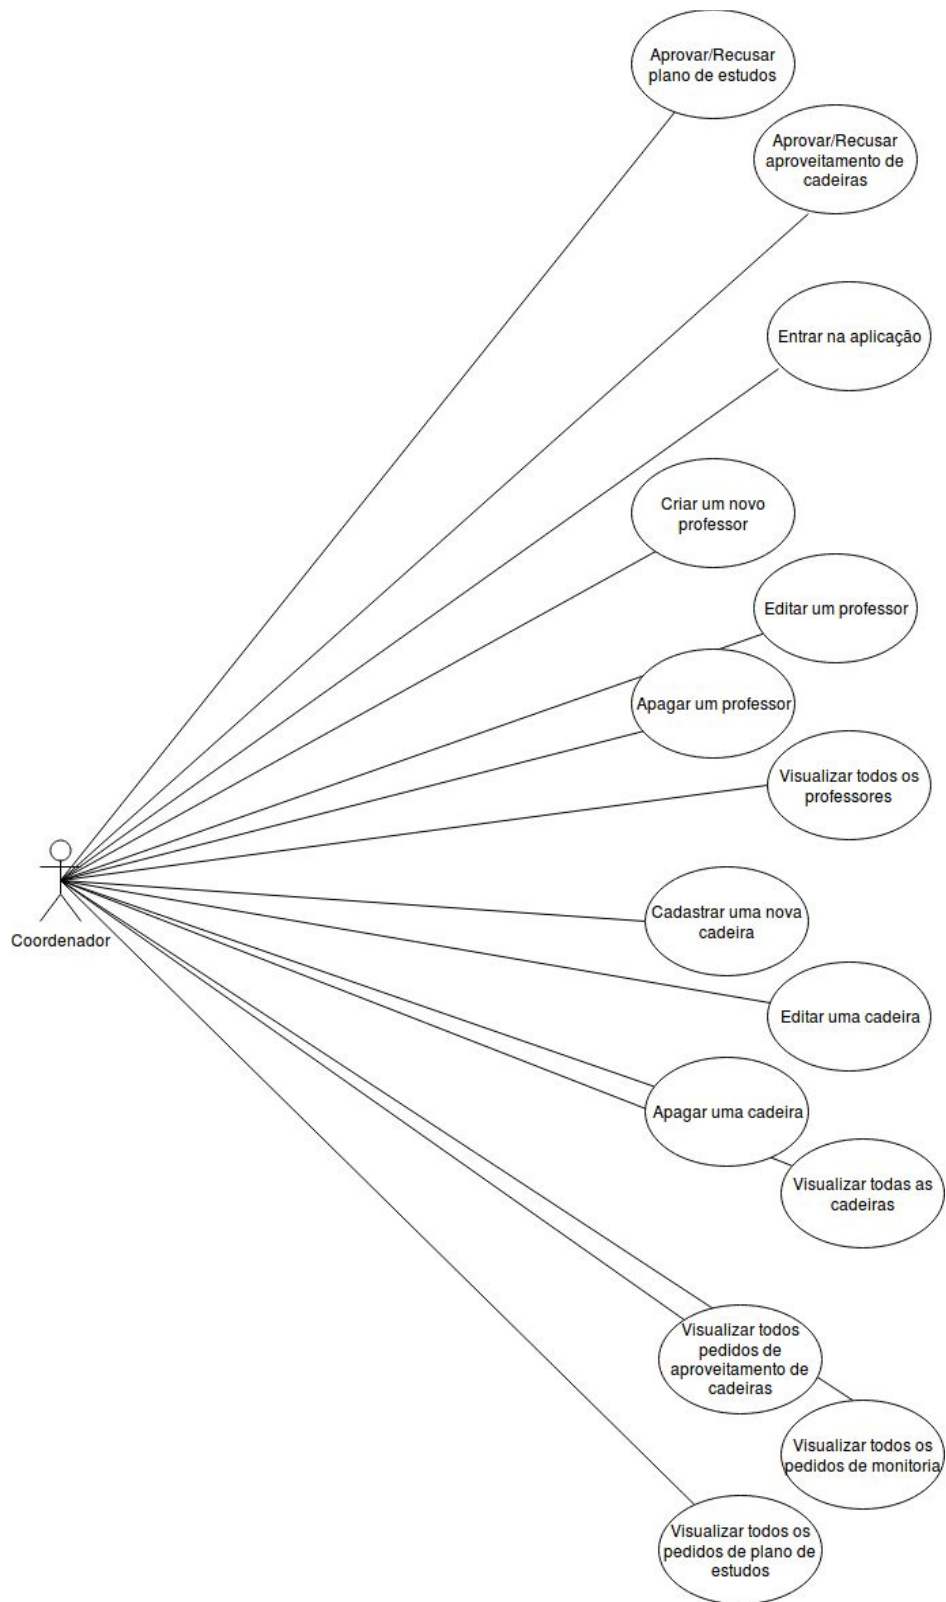 Aprovar/Recusar
plano de estudos
Aprovar/Recusar
aproveitamento de
cadeiras
Entrar na aplicação
Criar um novo
professor
Editar um professor
Apagar um professor
Visualizar todos os
professores
Coordenador
Cadastrar uma nova
cadeira
Editar uma cadeira
Apagar uma cadeira
Visualizar todas as
cadeiras
Visualizar todos
pedidos de
aproveitamento de
cadeiras
Visualizar todos os
pedidos de monitoria
Visualizar todos os
pedidos de plano de
estudos